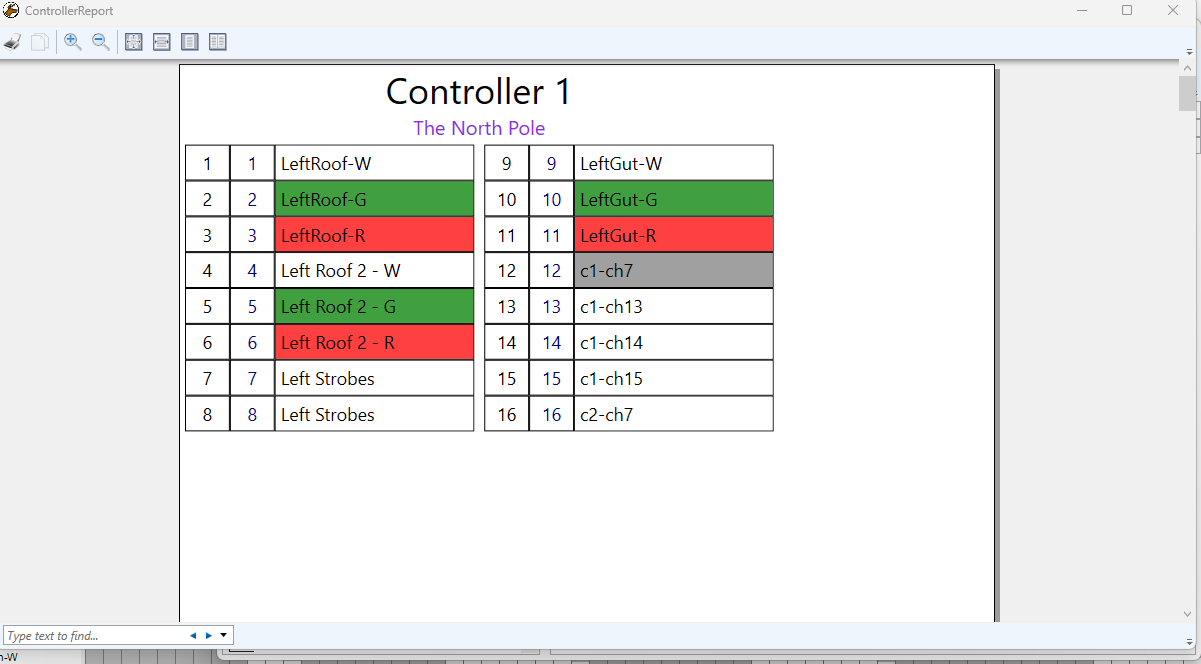 ControllerReport
Controller 1
The North Pole
1 1 LeftRoof-W 9 9 LeftGut-W
2 2 LeftRoof-G 10 10 LeftGut-G
3 3 LeftRoof-R 11 11 LeftGut-R
4 4 Left Roof 2 - W 12 12 c1-ch7
5 5 Left Roof 2 - G 13 13 c1-ch13
6 6 Left Roof 2 - R 14 14 c1-ch14
7 7 Left Strobes 15 15 c1-ch15
8 8 Left Strobes 16 16 c2-ch7
Type text to find...
-W